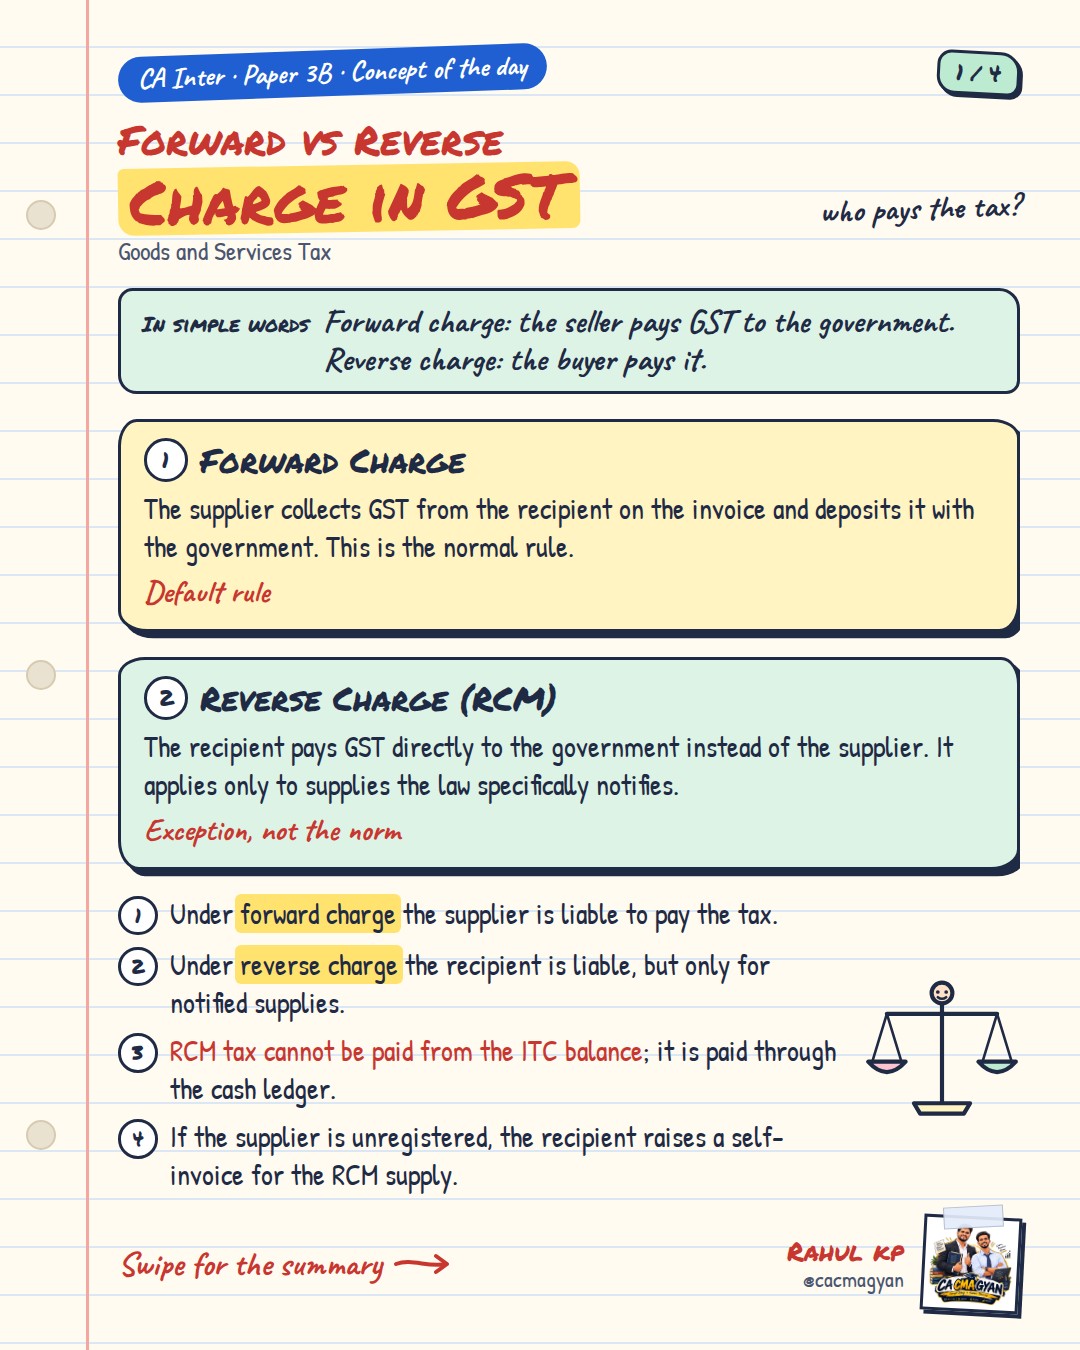 CA Inter · Paper 3B · Concept of the day
1 / 4
FORWARD VS REVERSE
CHARGE IN GST
who pays the tax?
Goods and Services Tax
IN SIMPLE WORDS Forward charge: the seller pays GST to the government.
Reverse charge: the buyer pays it.
1 FORWARD CHARGE
The supplier collects GST from the recipient on the invoice and deposits it with
the government. This is the normal rule.
Default rule
2 REVERSE CHARGE (RCM)
The recipient pays GST directly to the government instead of the supplier. It
applies only to supplies the law specifically notifies.
Exception, not the norm
1 Under forward charge the supplier is liable to pay the tax.
2 Under reverse charge the recipient is liable, but only for
notified supplies.
3 RCM tax cannot be paid from the ITC balance; it is paid through
the cash ledger.
4 If the supplier is unregistered, the recipient raises a self-
invoice for the RCM supply.
Swipe for the summary
RAHUL KP
@cacmagyan
CA CMA GYAN